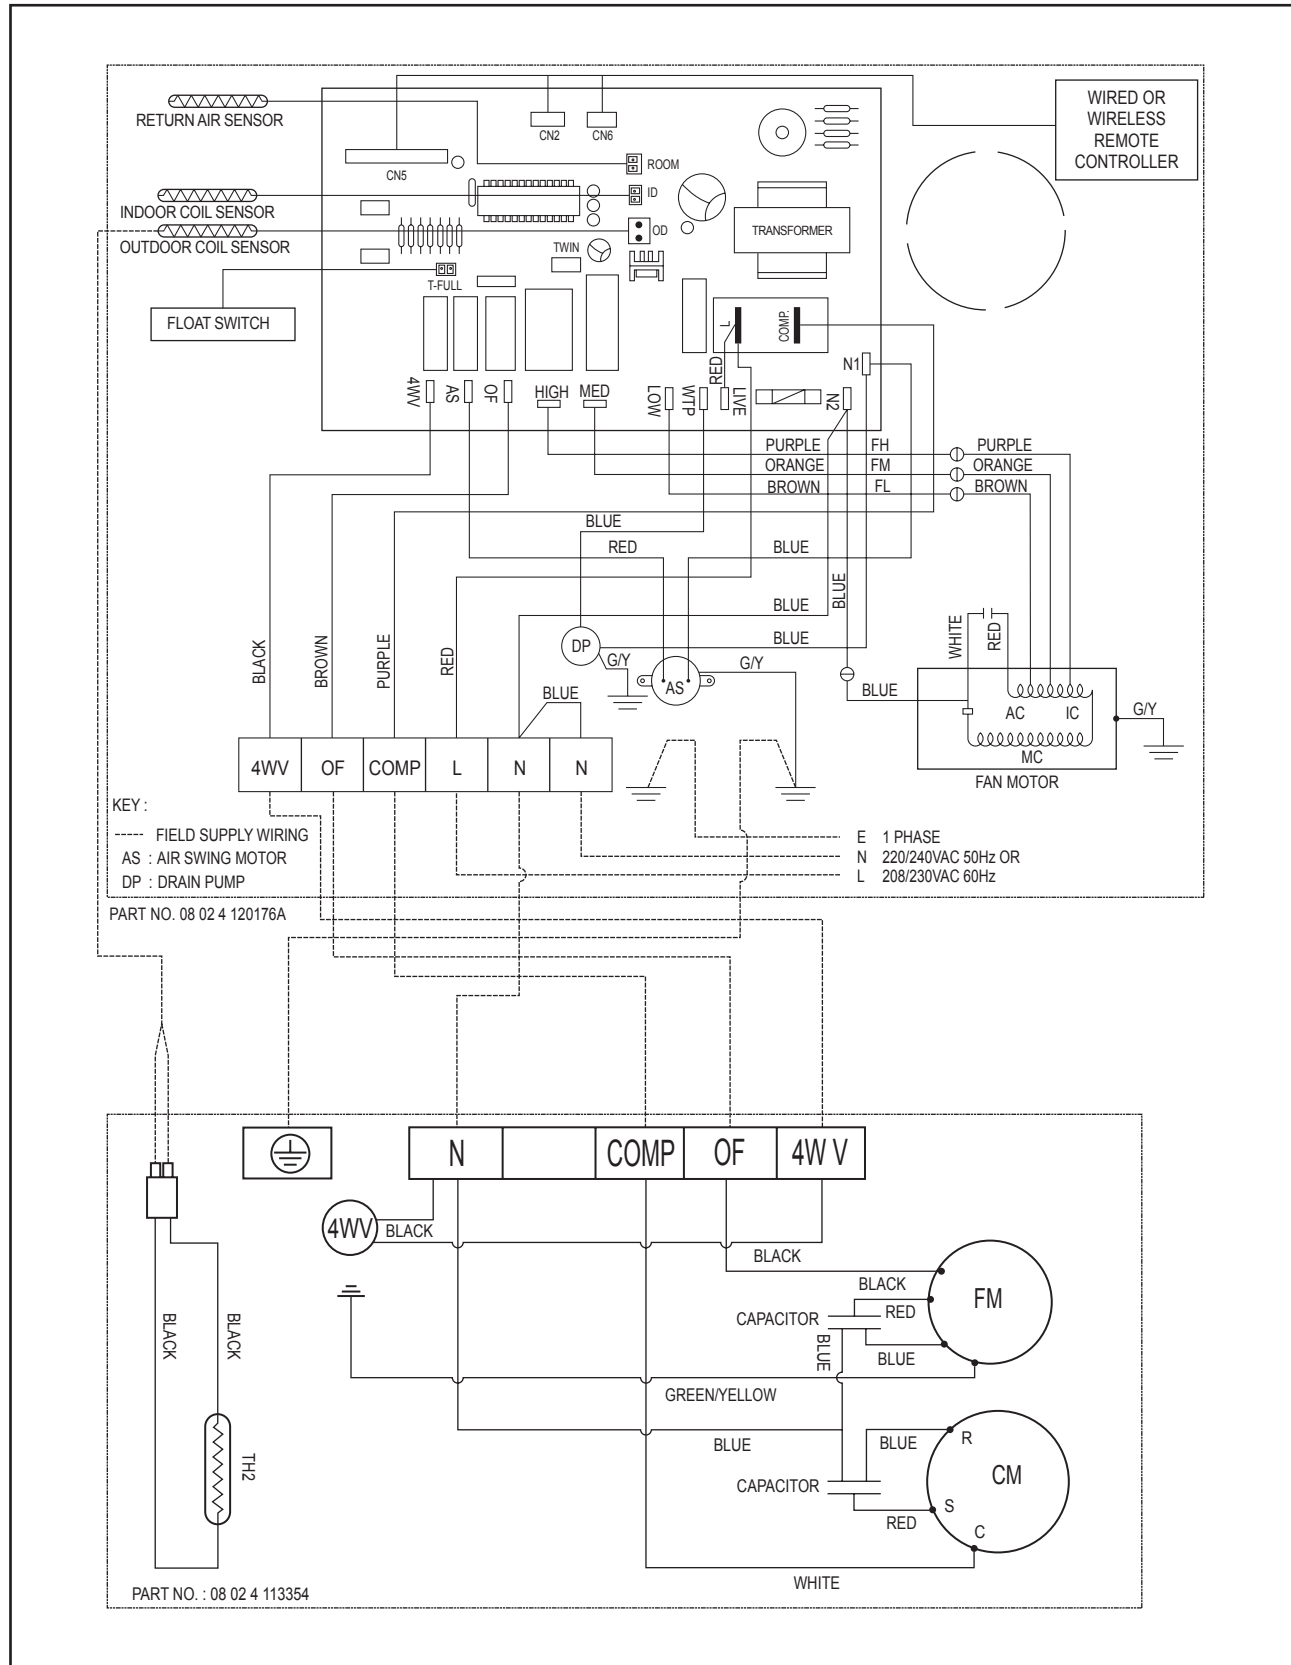 WIRED OR
WIRELESS
REMOTE
CONTROLLER
RETURN AIR SENSOR
CN2
CN6
CN5
ROOM
ID
INDOOR COIL SENSOR
OUTDOOR COIL SENSOR
OD
TWIN
TRANSFORMER
T-FULL
FLOAT SWITCH
L
COMP.
RED
N1
4WV
AS
OF
HIGH
MED
LOW
WTP
LIVE
N2
PURPLE FH PURPLE
ORANGE FM ORANGE
BROWN FL BROWN
BLUE
RED
BLUE
BLUE
BLUE
BLUE
BLACK
BROWN
PURPLE
RED
DP
G/Y
AS
G/Y
BLUE
BLUE
WHITE
RED
AC
IC
MC
G/Y
FAN MOTOR
4WV
OF
COMP
L
N
N
KEY :
FIELD SUPPLY WIRING
AS : AIR SWING MOTOR
DP : DRAIN PUMP
E 1 PHASE
N 220/240VAC 50Hz OR
L 208/230VAC 60Hz
PART NO. 08 02 4 120176A
N
COMP
OF
4W V
4WV
BLACK
BLACK
BLACK
RED
CAPACITOR
BLUE
BLUE
FM
BLACK
BLACK
GREEN/YELLOW
BLUE
BLUE
R
CM
CAPACITOR
S
RED
C
TH2
WHITE
PART NO. : 08 02 4 113354